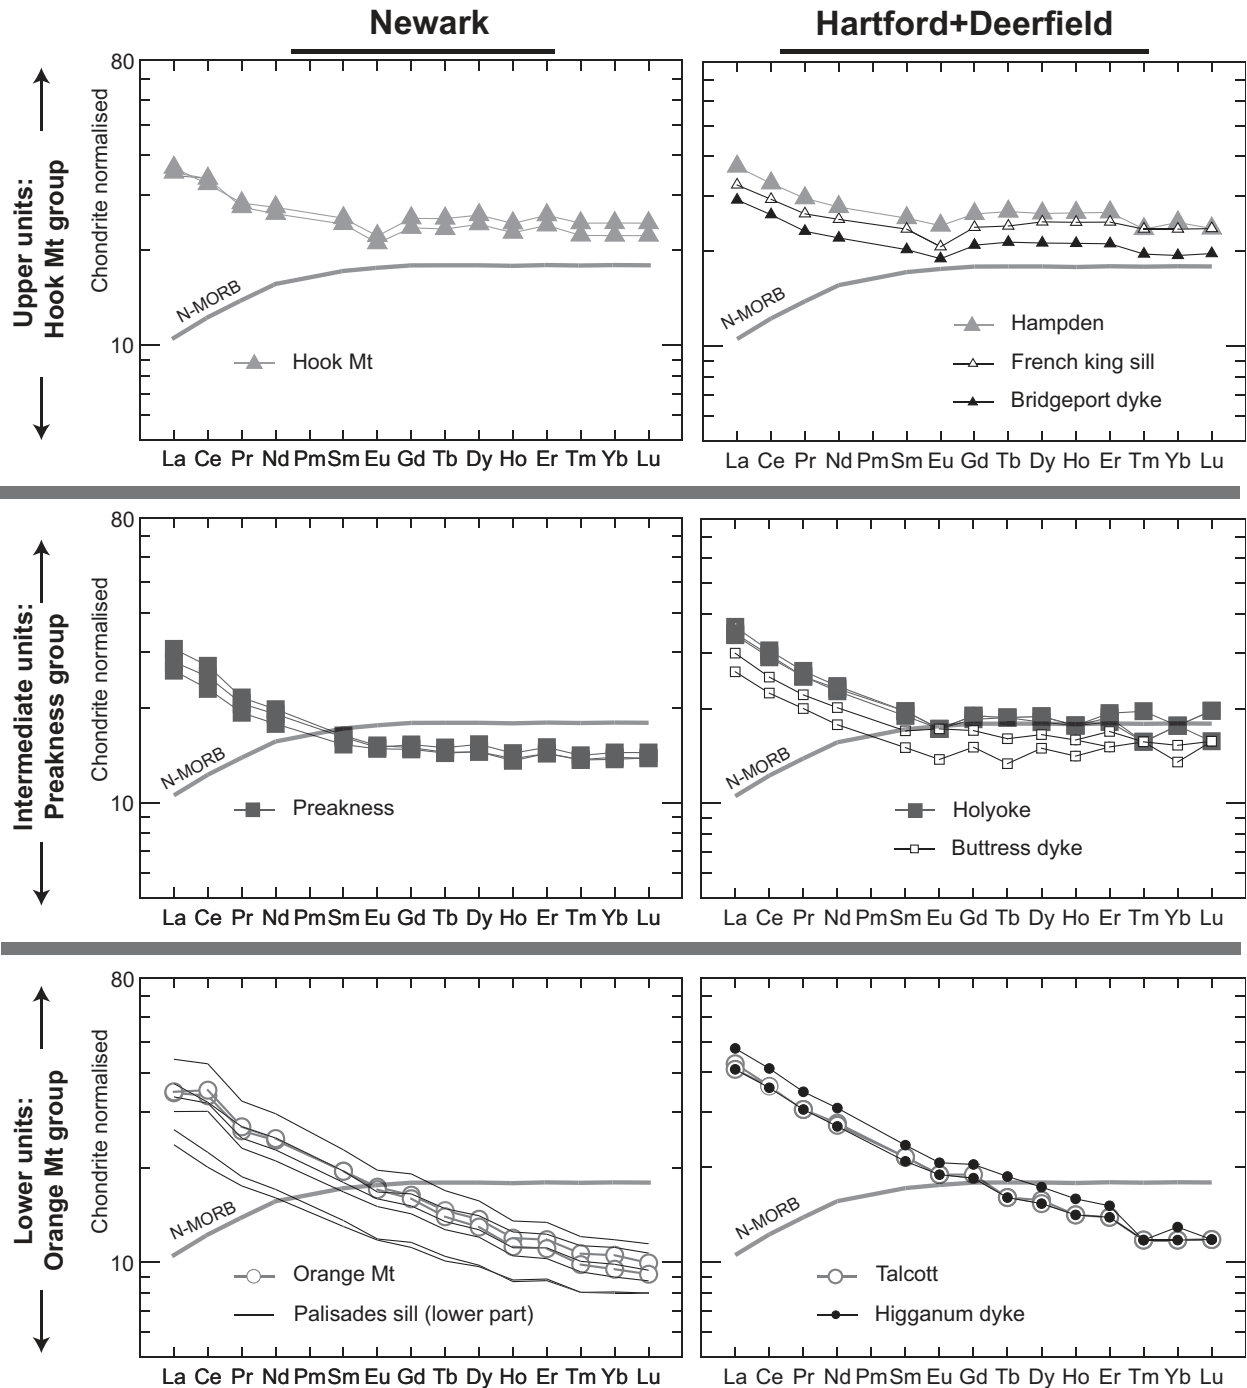 Newark
Hartford+Deerfield
Upper units:
Hook Mt group
Chondrite normalised
80
10
N-MORB
Hook Mt
La Ce Pr Nd Pm Sm Eu Gd Tb Dy Ho Er Tm Yb Lu
N-MORB
Hampden
French king sill
Bridgeport dyke
La Ce Pr Nd Pm Sm Eu Gd Tb Dy Ho Er Tm Yb Lu
Intermediate units:
Preakness group
Chondrite normalised
80
10
N-MORB
Preakness
La Ce Pr Nd Pm Sm Eu Gd Tb Dy Ho Er Tm Yb Lu
N-MORB
Holyoke
Buttress dyke
La Ce Pr Nd Pm Sm Eu Gd Tb Dy Ho Er Tm Yb Lu
Lower units:
Orange Mt group
Chondrite normalised
80
10
N-MORB
Orange Mt
Palisades sill (lower part)
La Ce Pr Nd Pm Sm Eu Gd Tb Dy Ho Er Tm Yb Lu
N-MORB
Talcott
Higganum dyke
La Ce Pr Nd Pm Sm Eu Gd Tb Dy Ho Er Tm Yb Lu